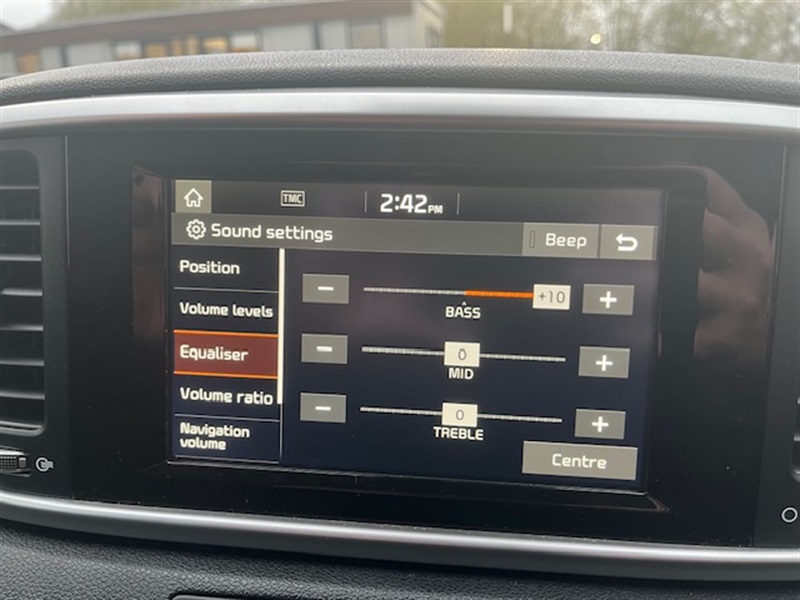 TMC
2:42PM
Sound settings
Beep
Position
Volume levels
Equaliser
Volume ratio
Navigation
volume
− +10 +
BASS
− 0 +
MID
− 0 +
TREBLE
Centre